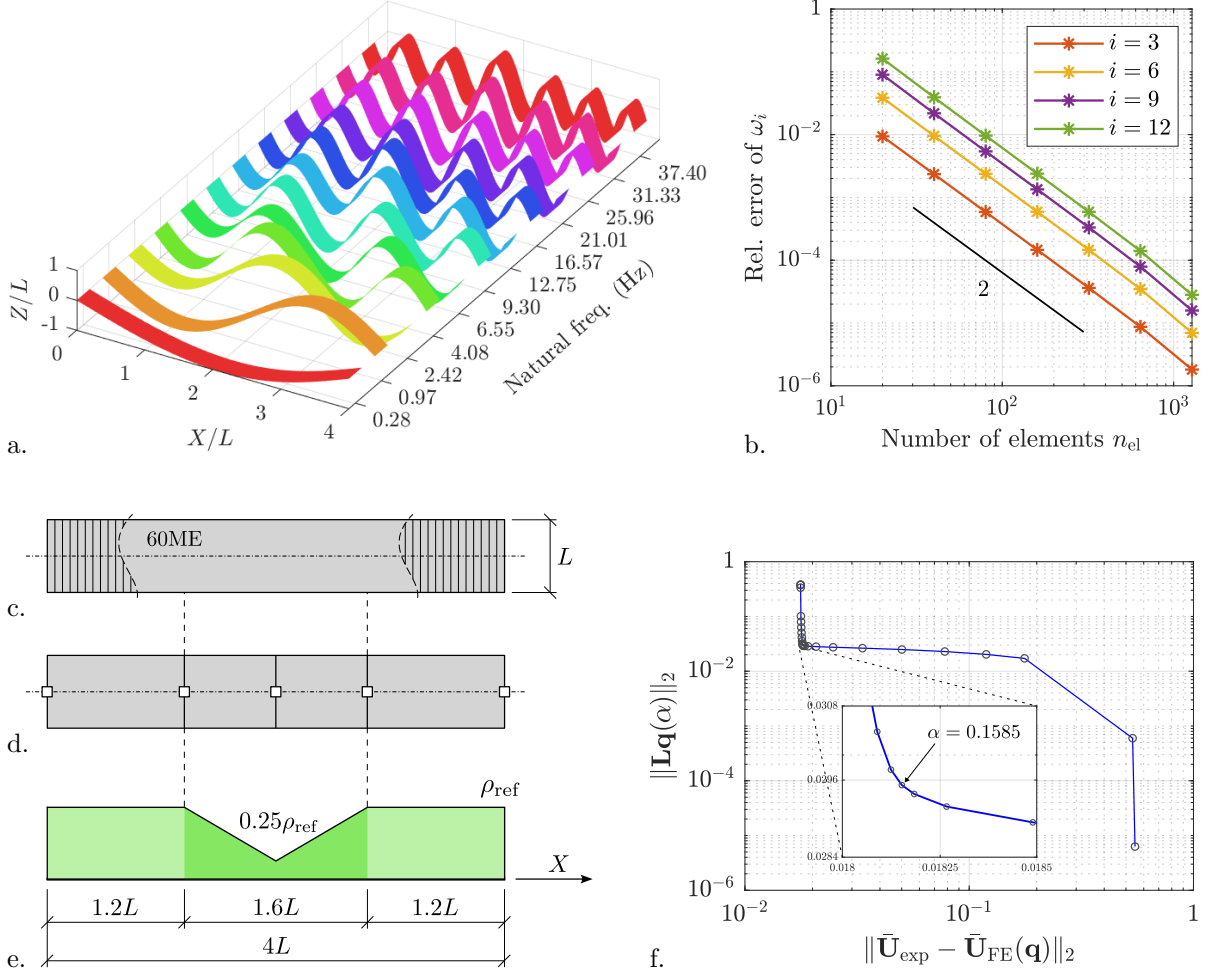 Z/L
1
0
-1
0
1
2
3
4
X/L
0.28
0.97
2.42
4.08
6.55
9.30
12.75
16.57
21.01
25.96
31.33
37.40
Natural freq. (Hz)
a.
Rel. error of ω_i
1
10^{-2}
10^{-4}
10^{-6}
10^1
10^2
10^3
Number of elements n_el
i = 3
i = 6
i = 9
i = 12
2
b.
60ME
L
c.
d.
ρ_ref
0.25ρ_ref
X
1.2L
1.6L
1.2L
4L
e.
||Lq(α)||_2
1
10^{-2}
10^{-4}
10^{-6}
10^{-2}
10^{-1}
1
||Ū_exp − Ū_FE(q)||_2
α = 0.1585
0.0308
0.0296
0.0284
0.018
0.01825
0.0185
f.